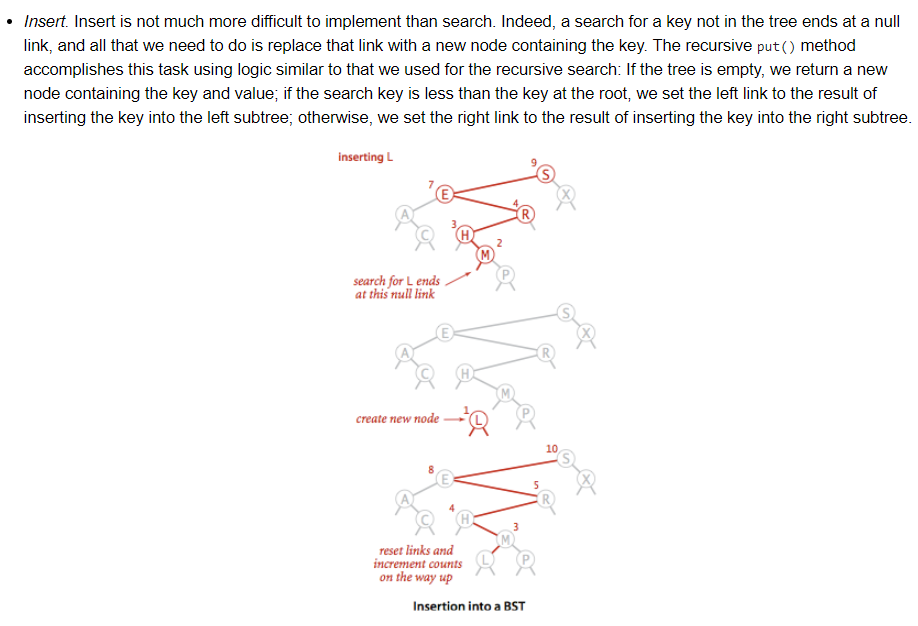 • Insert. Insert is not much more difficult to implement than search. Indeed, a search for a key not in the tree ends at a null
link, and all that we need to do is replace that link with a new node containing the key. The recursive put() method
accomplishes this task using logic similar to that we used for the recursive search: If the tree is empty, we return a new
node containing the key and value; if the search key is less than the key at the root, we set the left link to the result of
inserting the key into the left subtree; otherwise, we set the right link to the result of inserting the key into the right subtree.
inserting L
9
S
7
E
X
A
4
R
3
H
C
2
M
P
search for L ends
at this null link
S
E
X
A
R
C
H
M
create new node
1
L
P
10
S
8
E
X
5
A
R
4
C
H
3
M
reset links and
increment counts
on the way up
L
P
Insertion into a BST